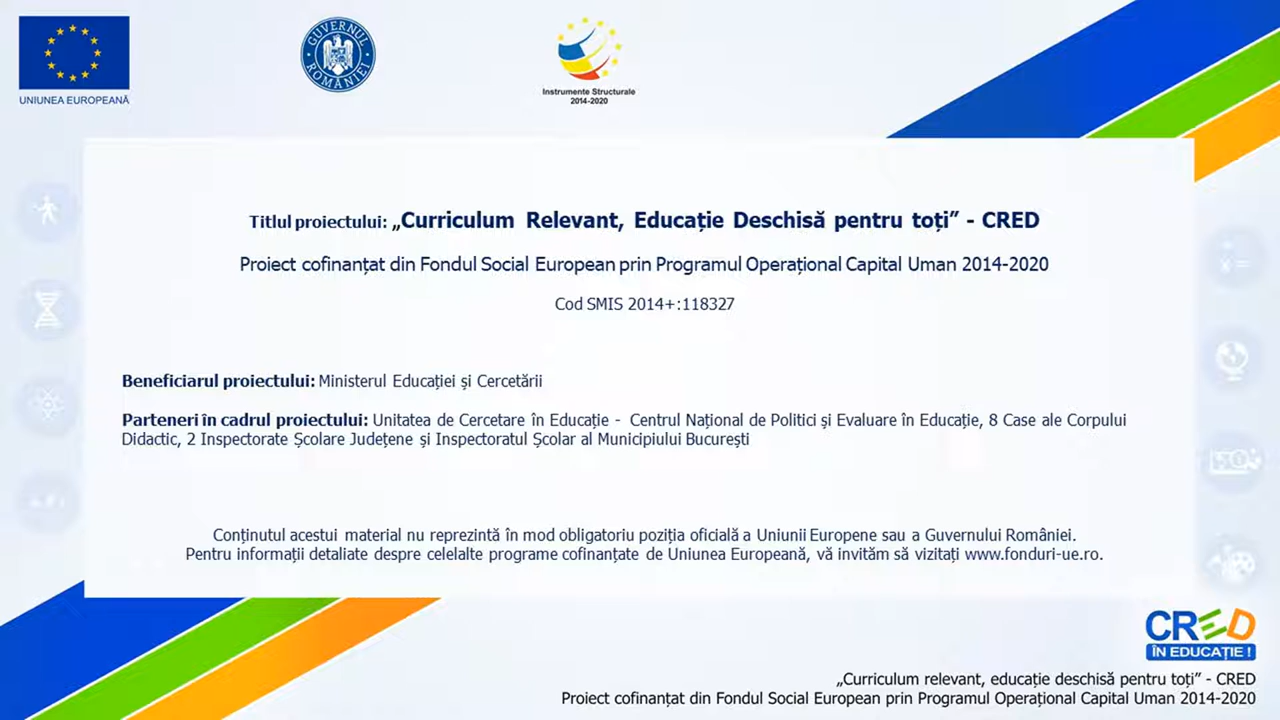 UNIUNEA EUROPEANĂ
GUVERNUL ROMÂNIEI
Instrumente Structurale
2014-2020
Titlul proiectului: „Curriculum Relevant, Educație Deschisă pentru toți” - CRED
Proiect cofinanțat din Fondul Social European prin Programul Operațional Capital Uman 2014-2020
Cod SMIS 2014+:118327
Beneficiarul proiectului: Ministerul Educației și Cercetării
Parteneri în cadrul proiectului: Unitatea de Cercetare în Educație - Centrul Național de Politici și Evaluare în Educație, 8 Case ale Corpului
Didactic, 2 Inspectorate Școlare Județene și Inspectoratul Școlar al Municipiului București
Conținutul acestui material nu reprezintă în mod obligatoriu poziția oficială a Uniunii Europene sau a Guvernului României.
Pentru informații detaliate despre celelalte programe cofinanțate de Uniunea Europeană, vă invităm să vizitați www.fonduri-ue.ro.
CRED
ÎN EDUCAȚIE !
„Curriculum relevant, educație deschisă pentru toți” - CRED
Proiect cofinanțat din Fondul Social European prin Programul Operațional Capital Uman 2014-2020